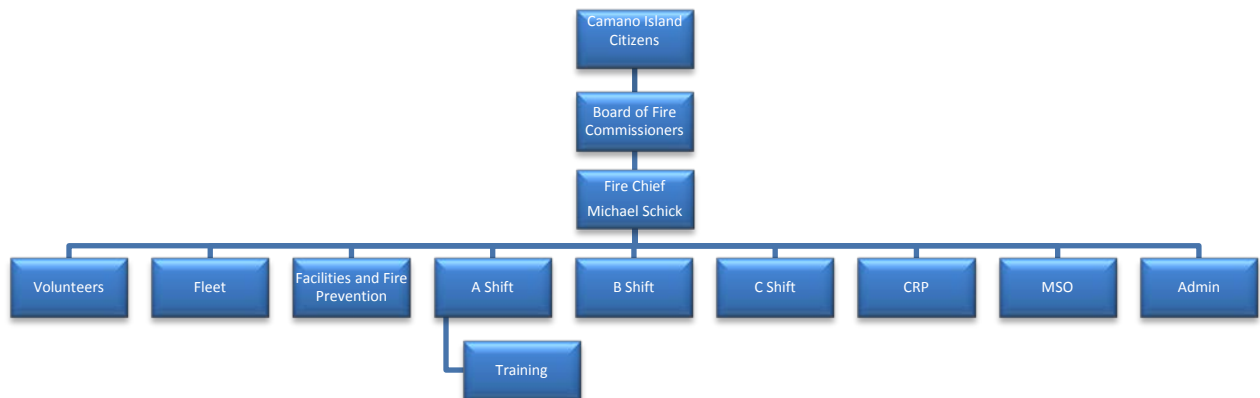 Camano Island
Citizens
Board of Fire
Commissioners
Fire Chief
Michael Schick
Volunteers
Fleet
Facilities and Fire
Prevention
A Shift
B Shift
C Shift
CRP
MSO
Admin
Training